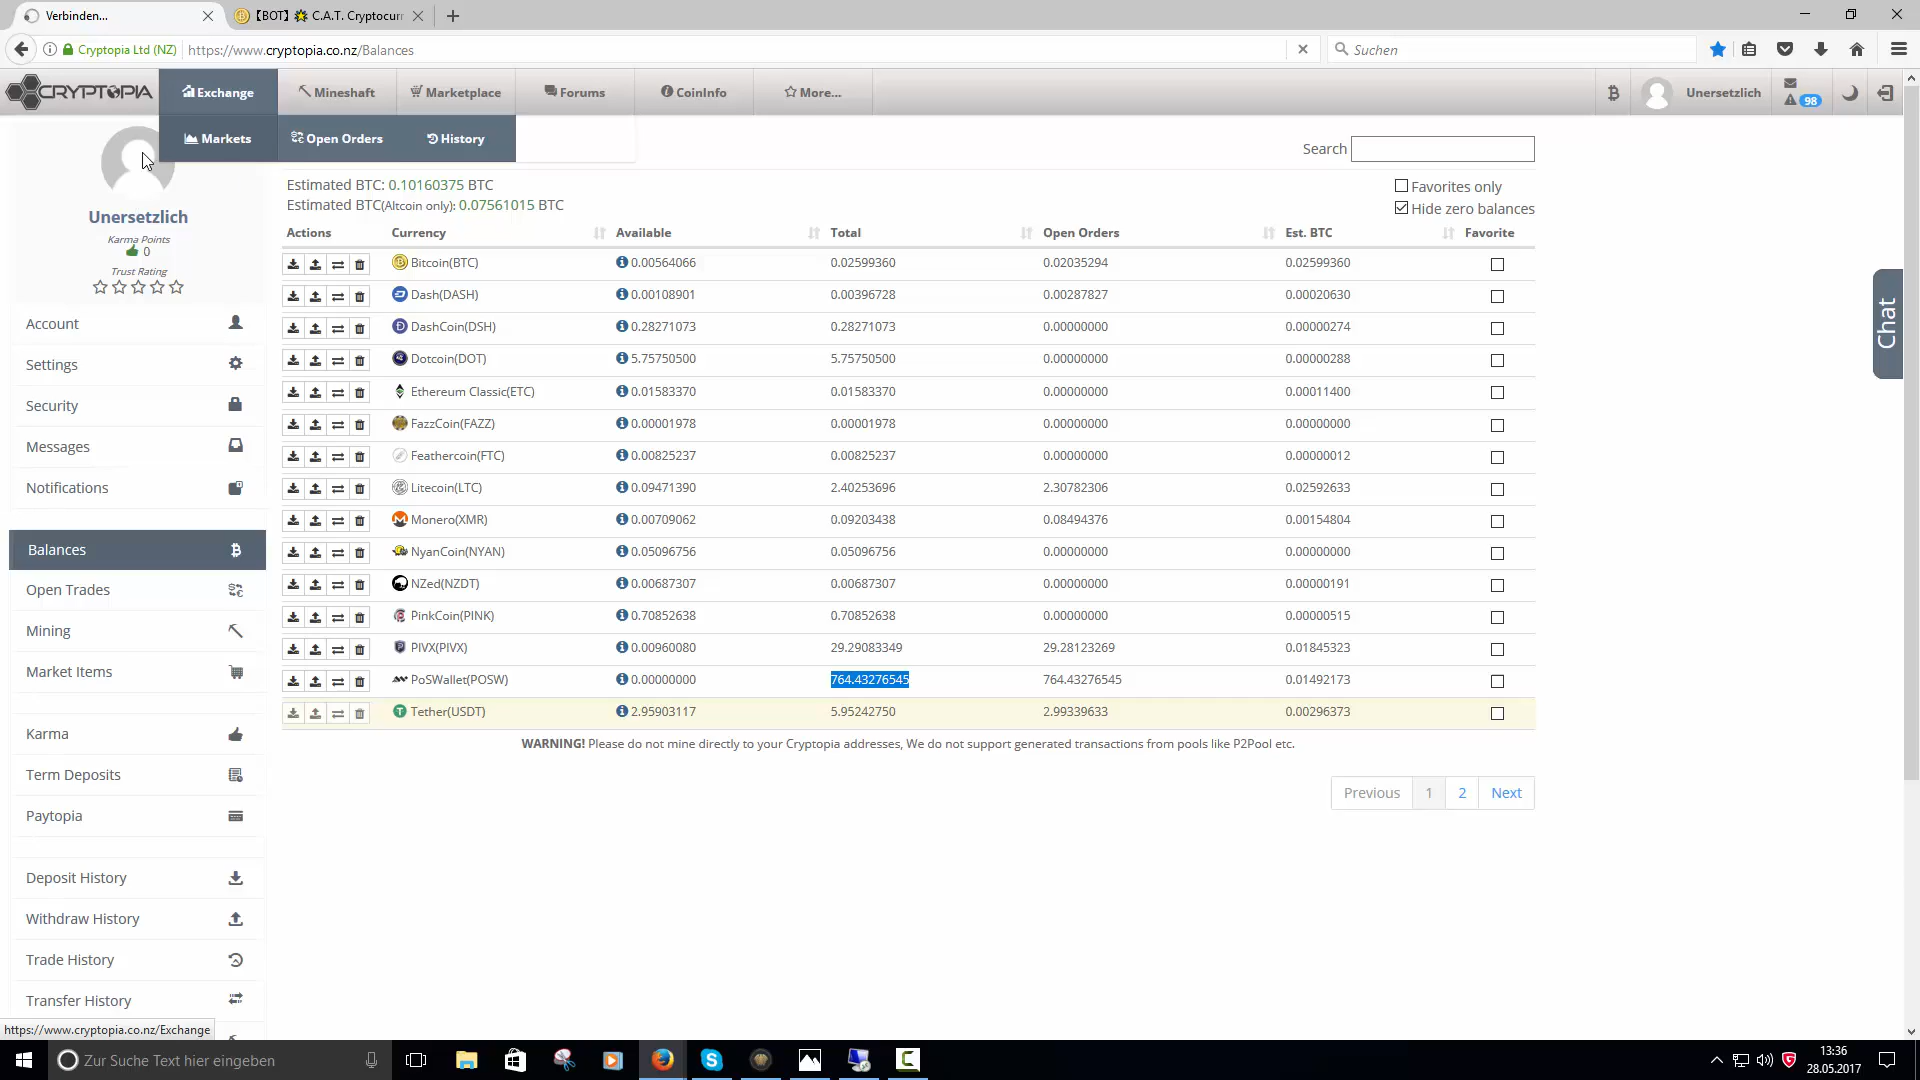 Verbinden...
【BOT】 C.A.T. Cryptocurr
Cryptopia Ltd (NZ)
https://www.cryptopia.co.nz/Balances
Suchen
CRYPTOPIA
Exchange
Mineshaft
Marketplace
Forums
CoinInfo
More...
Unersetzlich
98
Markets
Open Orders
History
Search
Unersetzlich
Karma Points
0
Trust Rating
Account
Settings
Security
Messages
Notifications
Balances
Open Trades
Mining
Market Items
Karma
Term Deposits
Paytopia
Deposit History
Withdraw History
Trade History
Transfer History
Estimated BTC: 0.10160375 BTC
Estimated BTC(Altcoin only): 0.07561015 BTC
Favorites only
Hide zero balances
Actions Currency Available Total Open Orders Est. BTC Favorite
Bitcoin(BTC) 0.00564066 0.02599360 0.02035294 0.02599360
Dash(DASH) 0.00108901 0.00396728 0.00287827 0.00020630
DashCoin(DSH) 0.28271073 0.28271073 0.00000000 0.00000274
Dotcoin(DOT) 5.75750500 5.75750500 0.00000000 0.00000288
Ethereum Classic(ETC) 0.01583370 0.01583370 0.00000000 0.00011400
FazzCoin(FAZZ) 0.00001978 0.00001978 0.00000000 0.00000000
Feathercoin(FTC) 0.00825237 0.00825237 0.00000000 0.00000012
Litecoin(LTC) 0.09471390 2.40253696 2.30782306 0.02592633
Monero(XMR) 0.00709062 0.09203438 0.08494376 0.00154804
NyanCoin(NYAN) 0.05096756 0.05096756 0.00000000 0.00000000
NZed(NZDT) 0.00687307 0.00687307 0.00000000 0.00000191
PinkCoin(PINK) 0.70852638 0.70852638 0.00000000 0.00000515
PIVX(PIVX) 0.00960080 29.29083349 29.28123269 0.01845323
PoSWallet(POSW) 0.00000000 764.43276545 764.43276545 0.01492173
Tether(USDT) 2.95903117 5.95242750 2.99339633 0.00296373
WARNING! Please do not mine directly to your Cryptopia addresses, We do not support generated transactions from pools like P2Pool etc.
Previous 1 2 Next
Chat
https://www.cryptopia.co.nz/Exchange
Zur Suche Text hier eingeben
13:36
28.05.2017